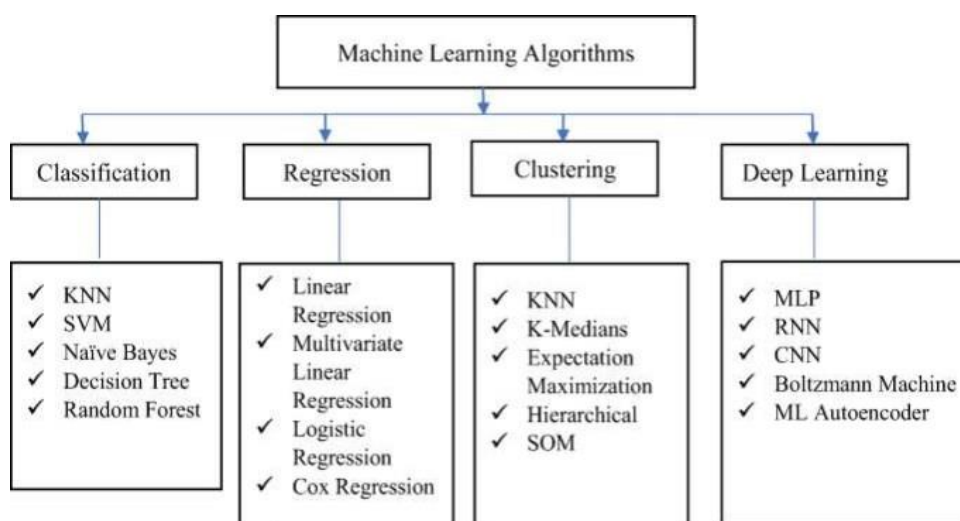 Machine Learning Algorithms
Classification
Regression
Clustering
Deep Learning
✓ KNN
✓ SVM
✓ Naïve Bayes
✓ Decision Tree
✓ Random Forest
✓ Linear
Regression
✓ Multivariate
Linear
Regression
✓ Logistic
Regression
✓ Cox Regression
✓ KNN
✓ K-Medians
✓ Expectation
Maximization
✓ Hierarchical
✓ SOM
✓ MLP
✓ RNN
✓ CNN
✓ Boltzmann Machine
✓ ML Autoencoder